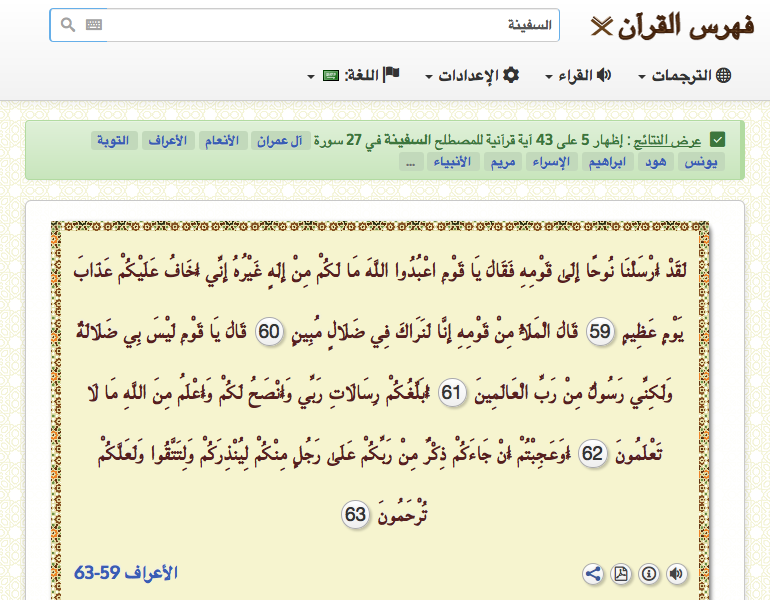 فهرس القرآن
السفينة
الترجمات
القراء
الإعدادات
اللغة:
عرض النتائج : إظهار 5 على 43 آية قرآنية للمصطلح السفينة في 27 سورة آل عمران الأنعام الأعراف التوبة
يونس هود ابراهيم الإسراء مريم الأنبياء ...
لَقَدْ أَرْسَلْنَا نُوحًا إِلَىٰ قَوْمِهِ فَقَالَ يَا قَوْمِ اعْبُدُوا اللَّهَ مَا لَكُمْ مِنْ إِلَٰهٍ غَيْرُهُ إِنِّي أَخَافُ عَلَيْكُمْ عَذَابَ
يَوْمٍ عَظِيمٍ 59 قَالَ الْمَلَأُ مِنْ قَوْمِهِ إِنَّا لَنَرَاكَ فِي ضَلَالٍ مُبِينٍ 60 قَالَ يَا قَوْمِ لَيْسَ بِي ضَلَالَةٌ
وَلَٰكِنِّي رَسُولٌ مِنْ رَبِّ الْعَالَمِينَ 61 أُبَلِّغُكُمْ رِسَالَاتِ رَبِّي وَأَنْصَحُ لَكُمْ وَأَعْلَمُ مِنَ اللَّهِ مَا لَا
تَعْلَمُونَ 62 أَوَعَجِبْتُمْ أَنْ جَاءَكُمْ ذِكْرٌ مِنْ رَبِّكُمْ عَلَىٰ رَجُلٍ مِنْكُمْ لِيُنْذِرَكُمْ وَلِتَتَّقُوا وَلَعَلَّكُمْ
تُرْحَمُونَ 63
الأعراف 59-63